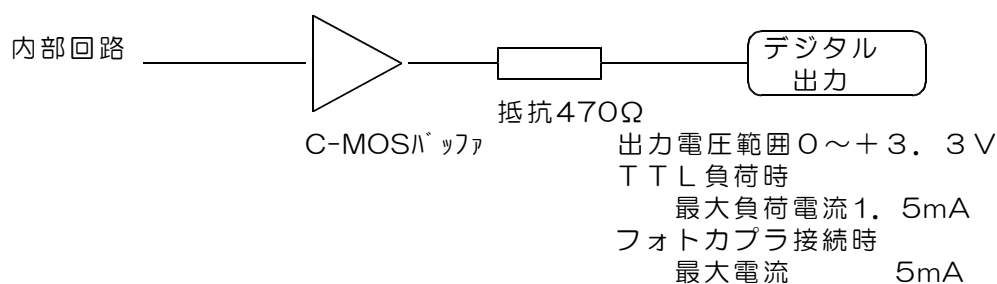 内部回路
デジタル
出力
抵抗470Ω
C-MOSﾊﾞｯﾌｧ
出力電圧範囲０～＋３．３Ｖ
ＴＴＬ負荷時
最大負荷電流1．5mA
フォトカプラ接続時
最大電流　　　5mA